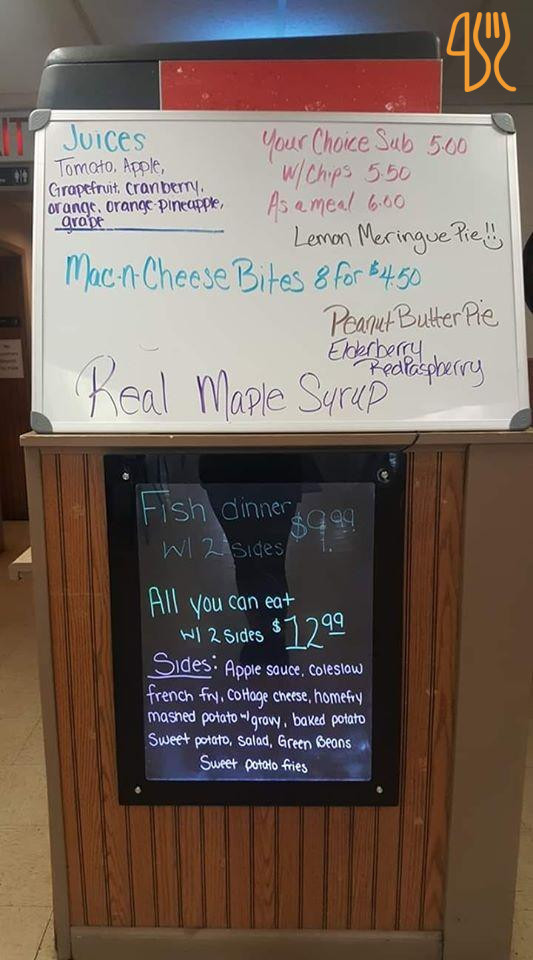 IT
Juices
Tomato, Apple,
Grapefruit, cranberry,
orange, orange-pineapple,
grape
Your Choice Sub 5.00
W/Chips 5.50
As a meal 6.00
Lemon Meringue Pie!!
Mac-n-Cheese Bites 8 for $4.50
Peanut Butter Pie
Elderberry
Red Raspberry
Real Maple Syrup
Fish dinner $9.99
W/ 2 sides
All you can eat
W/ 2 sides $12.99
Sides: Apple sauce, coleslaw
french fry, cottage cheese, homefry
mashed potato w/ gravy, baked potato
Sweet potato, salad, Green Beans
Sweet potato fries